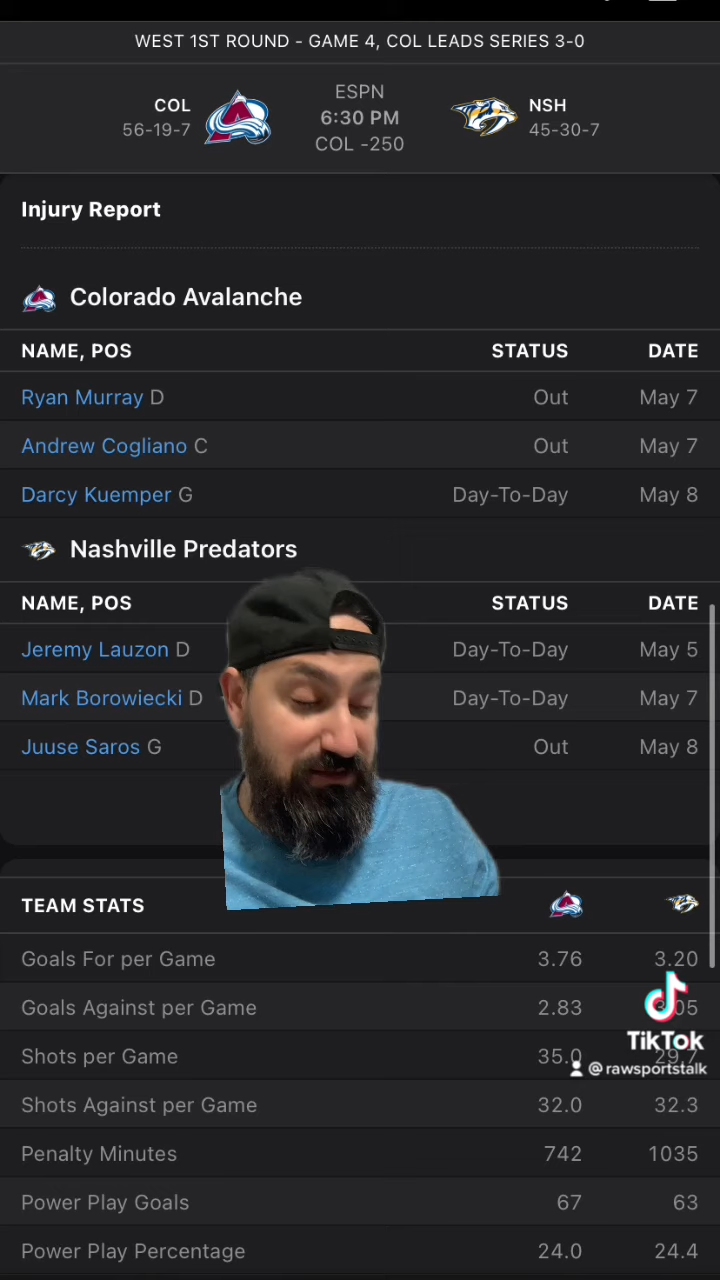 WEST 1ST ROUND - GAME 4, COL LEADS SERIES 3-0
COL
56-19-7
ESPN
6:30 PM
COL -250
NSH
45-30-7
Injury Report
Colorado Avalanche
NAME, POS STATUS DATE
Ryan Murray D Out May 7
Andrew Cogliano C Out May 7
Darcy Kuemper G Day-To-Day May 8
Nashville Predators
NAME, POS STATUS DATE
Jeremy Lauzon D Day-To-Day May 5
Mark Borowiecki D Day-To-Day May 7
Juuse Saros G Out May 8
TEAM STATS
Goals For per Game 3.76 3.20
Goals Against per Game 2.83 3.05
TikTok
Shots per Game 35.0 29.7
@rawsportstalk
Shots Against per Game 32.0 32.3
Penalty Minutes 742 1035
Power Play Goals 67 63
Power Play Percentage 24.0 24.4